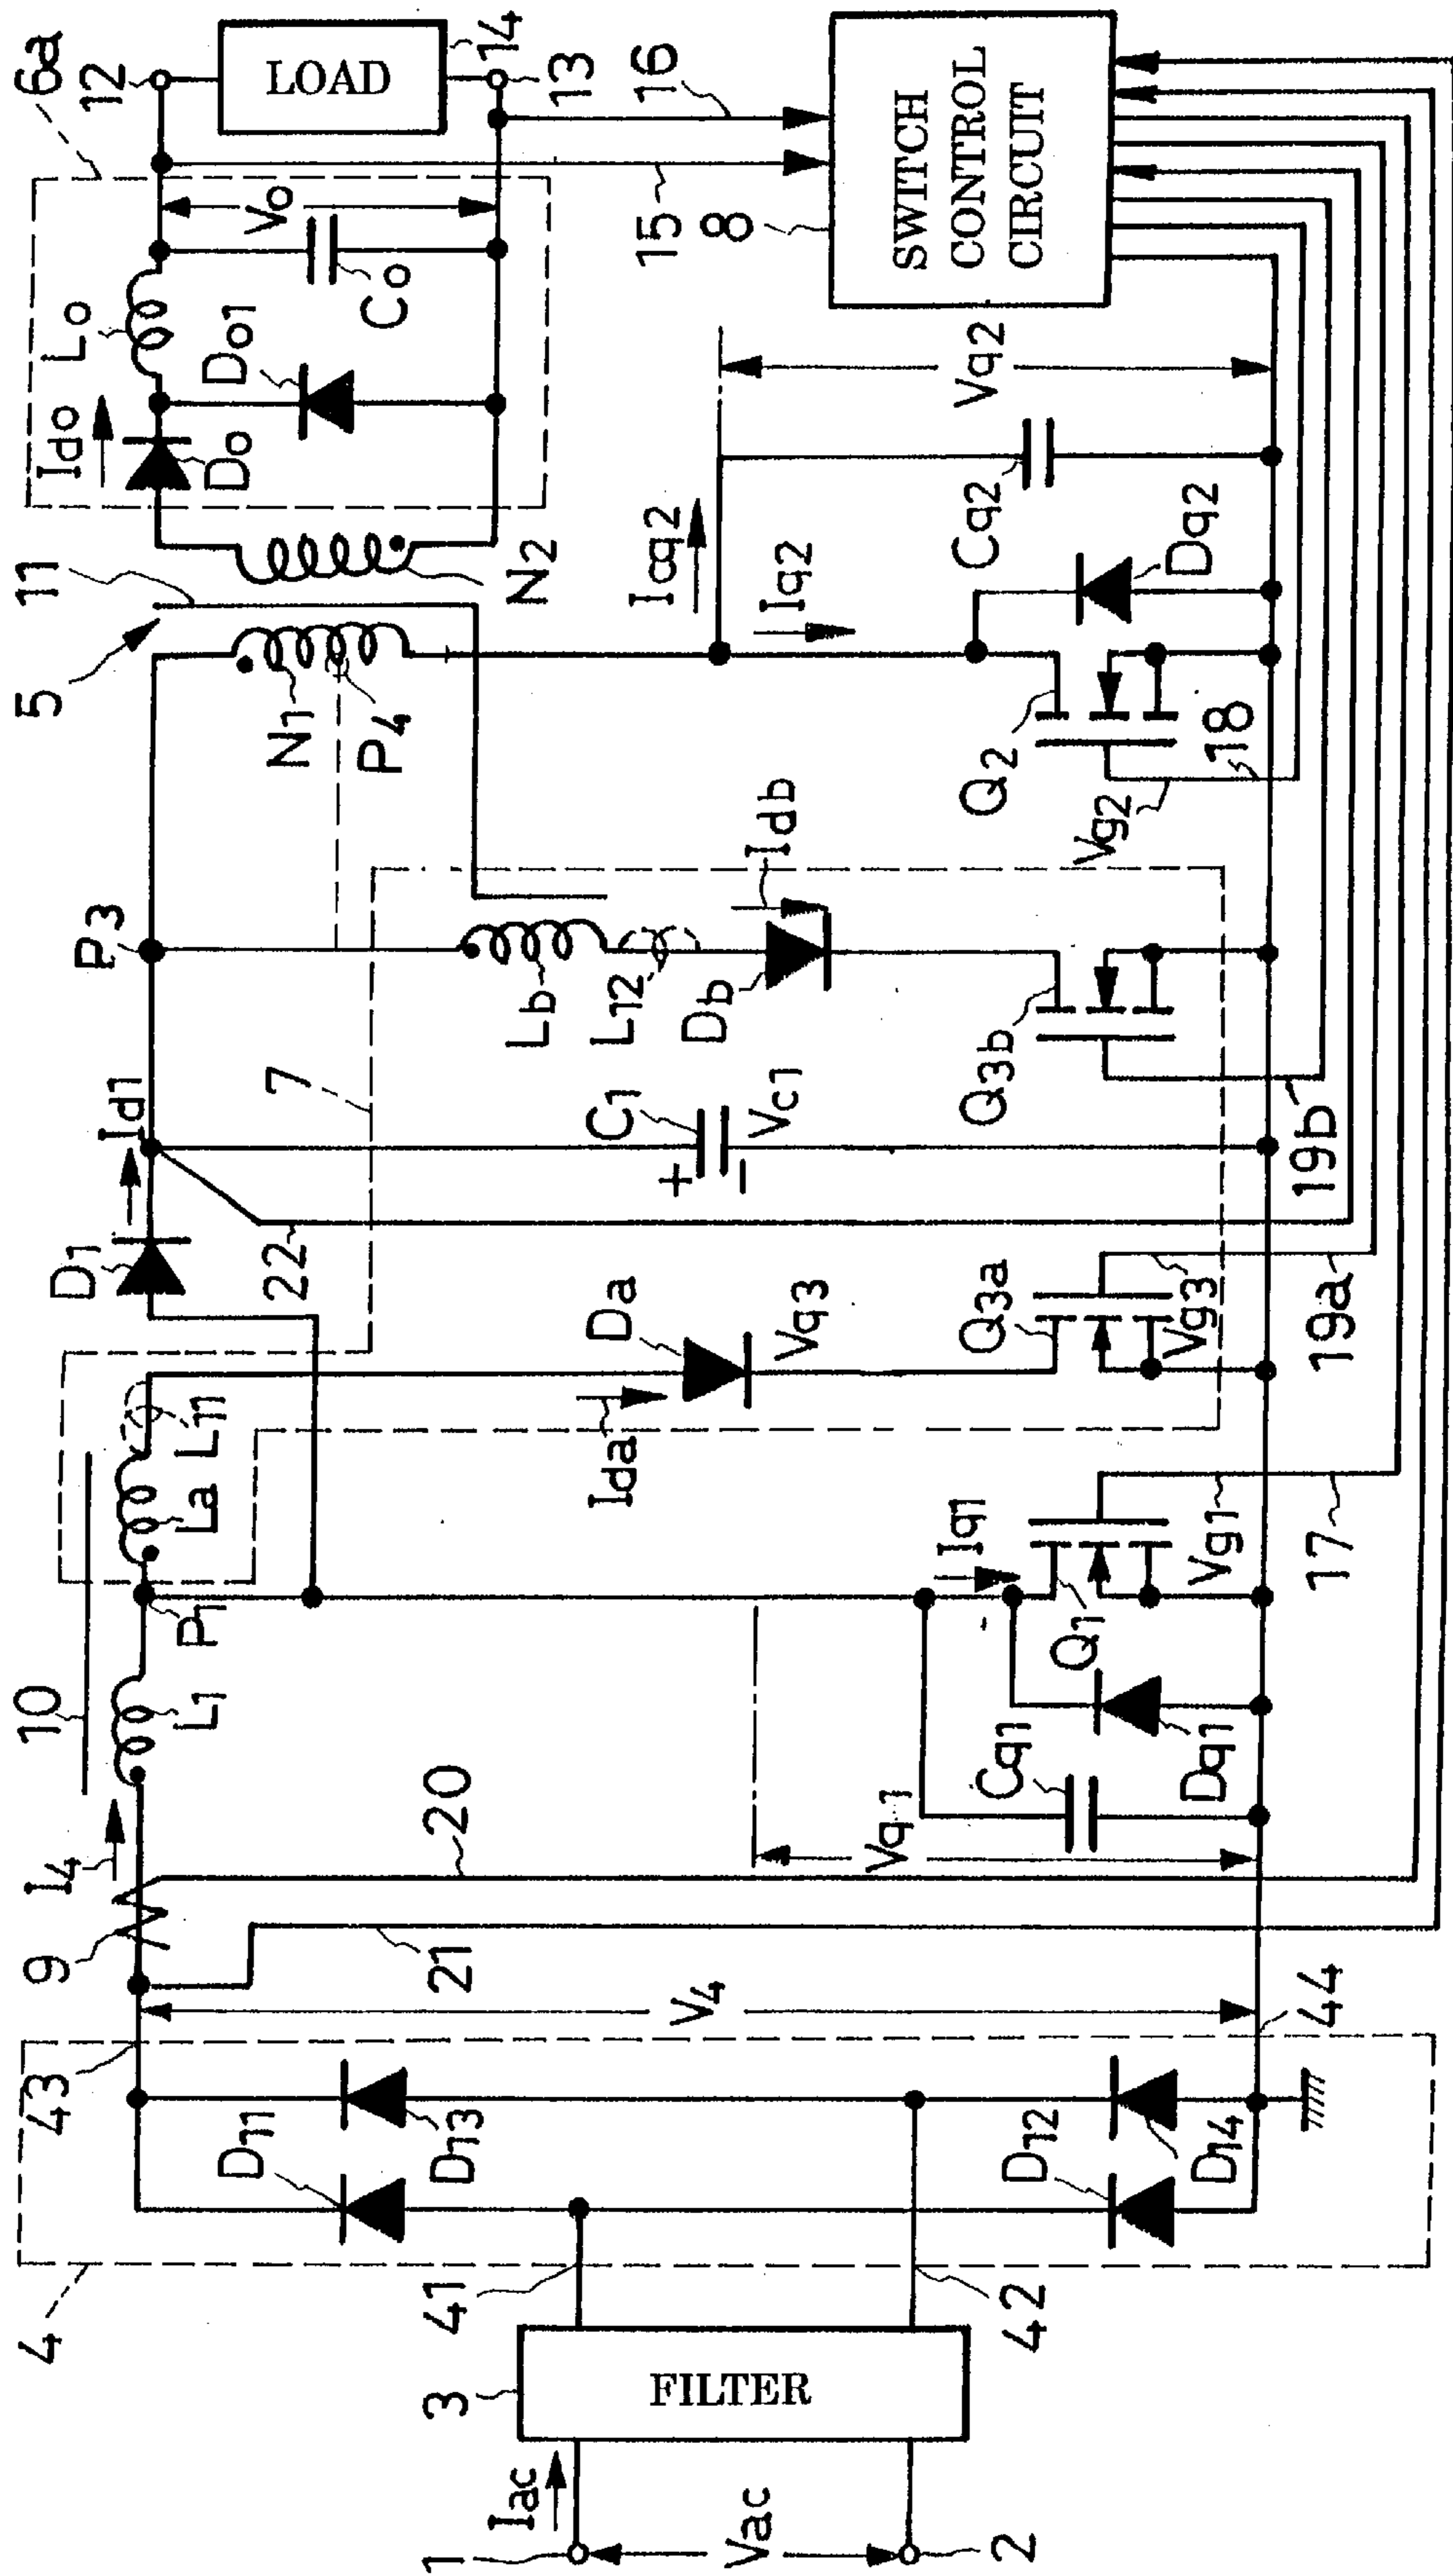 6a
12
LOAD
14
13
16
15
8
SWITCH
CONTROL
CIRCUIT
Ido
Lo
Do
Do1
Co
Vo
5
11
N1
P4
N2
Icq2
Iq2
Cq2
Dq2
Vq2
Q2
Vg2
18
P3
Lb
L12
Db
Idb
Q3b
19b
7
Id1
D1
22
C1
+
−
Vc1
L11
La
Da
Ida
Vq3
Q3a
Vg3
19a
10
P1
L1
Iq1
Q1
Vg1
17
Cq1
Dq1
Vq1
I4
9
20
21
V4
43
44
4
D11
D13
D12
D14
41
42
3
FILTER
Iac
1
Vac
2